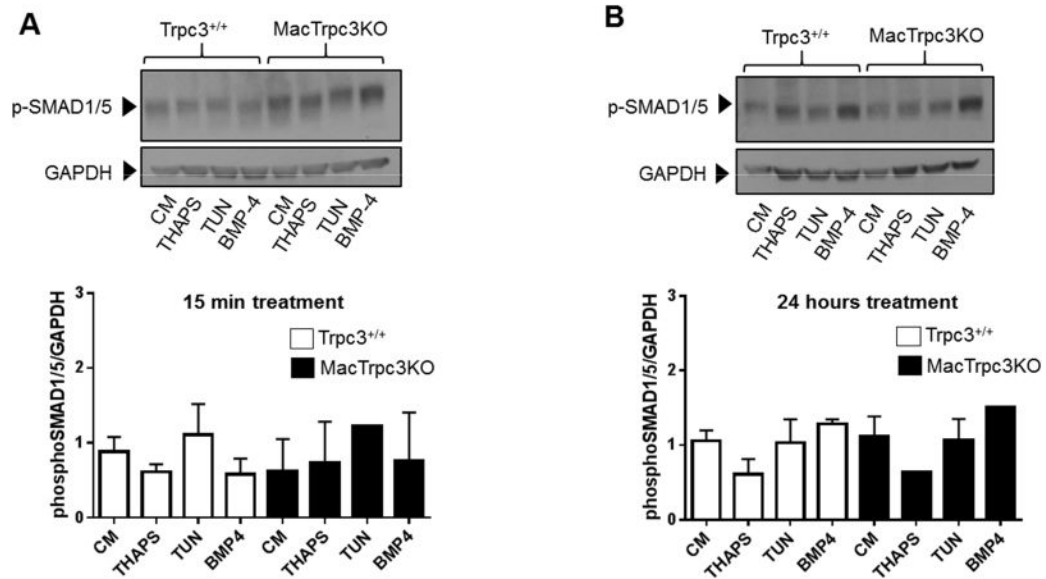 A
Trpc3+/+ MacTrpc3KO
p-SMAD1/5
GAPDH
CM THAPS TUN BMP-4 CM THAPS TUN BMP-4
15 min treatment
Trpc3+/+
MacTrpc3KO
phosphoSMAD1/5/GAPDH
3
2
1
0
CM THAPS TUN BMP4 CM THAPS TUN BMP4
B
Trpc3+/+ MacTrpc3KO
p-SMAD1/5
GAPDH
CM THAPS TUN BMP-4 CM THAPS TUN BMP-4
24 hours treatment
Trpc3+/+
MacTrpc3KO
phosphoSMAD1/5/GAPDH
3
2
1
0
CM THAPS TUN BMP4 CM THAPS TUN BMP4